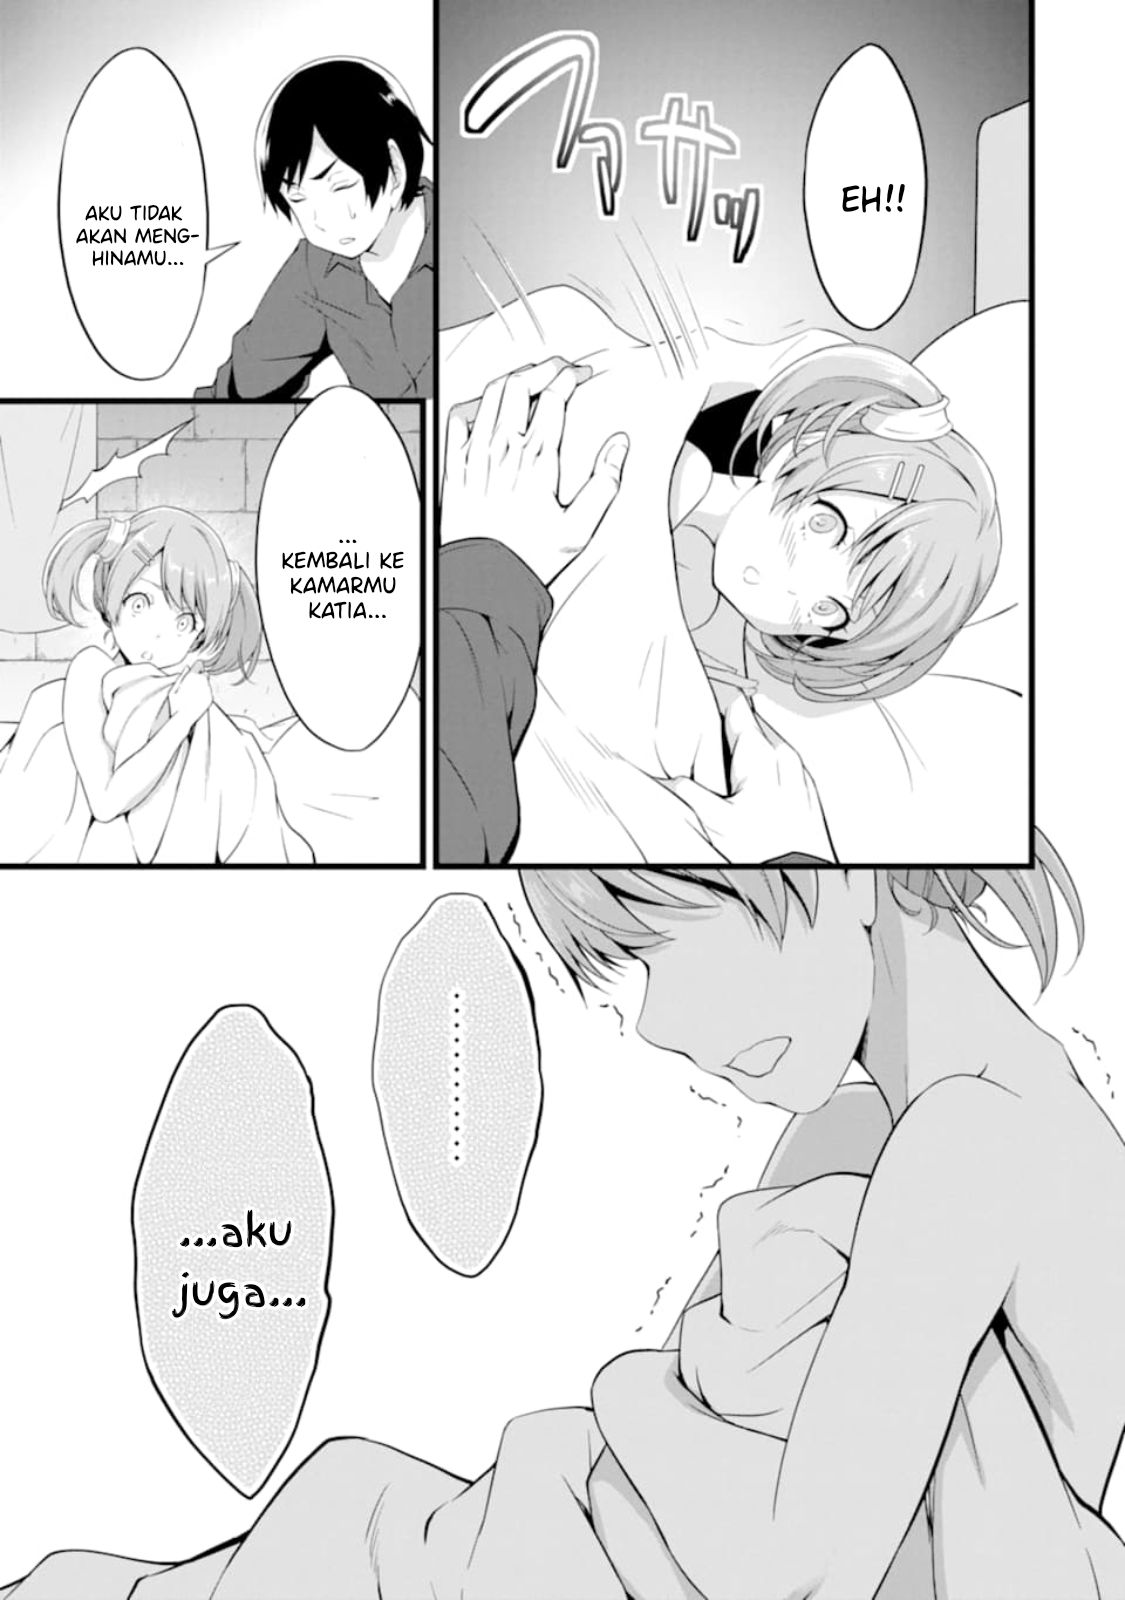 EH!!
ファサッ
AKU TIDAK
AKAN MENG-
HINAMU...
...
KEMBALI KE
KAMARMU
KATIA...
..........
...aku
juga...